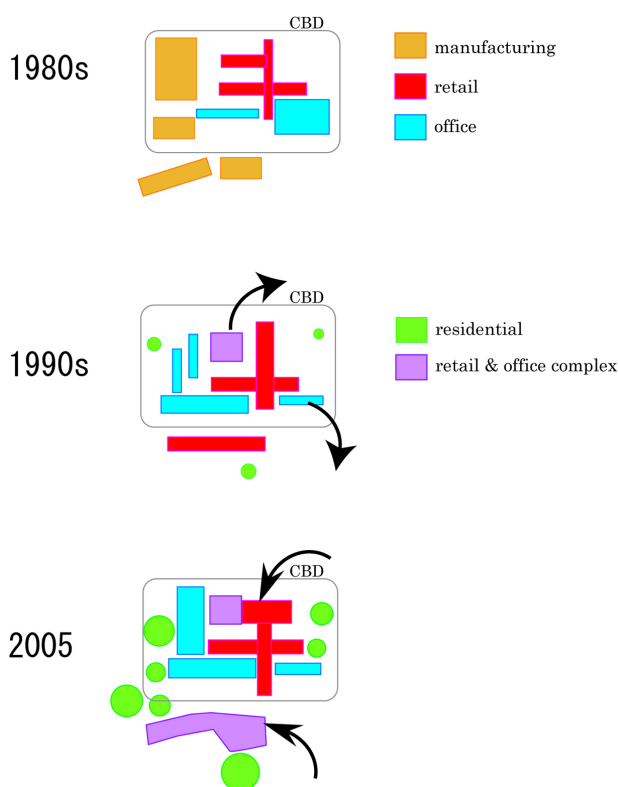 CBD
1980s
manufacturing
retail
office
CBD
1990s
residential
retail & office complex
CBD
2005